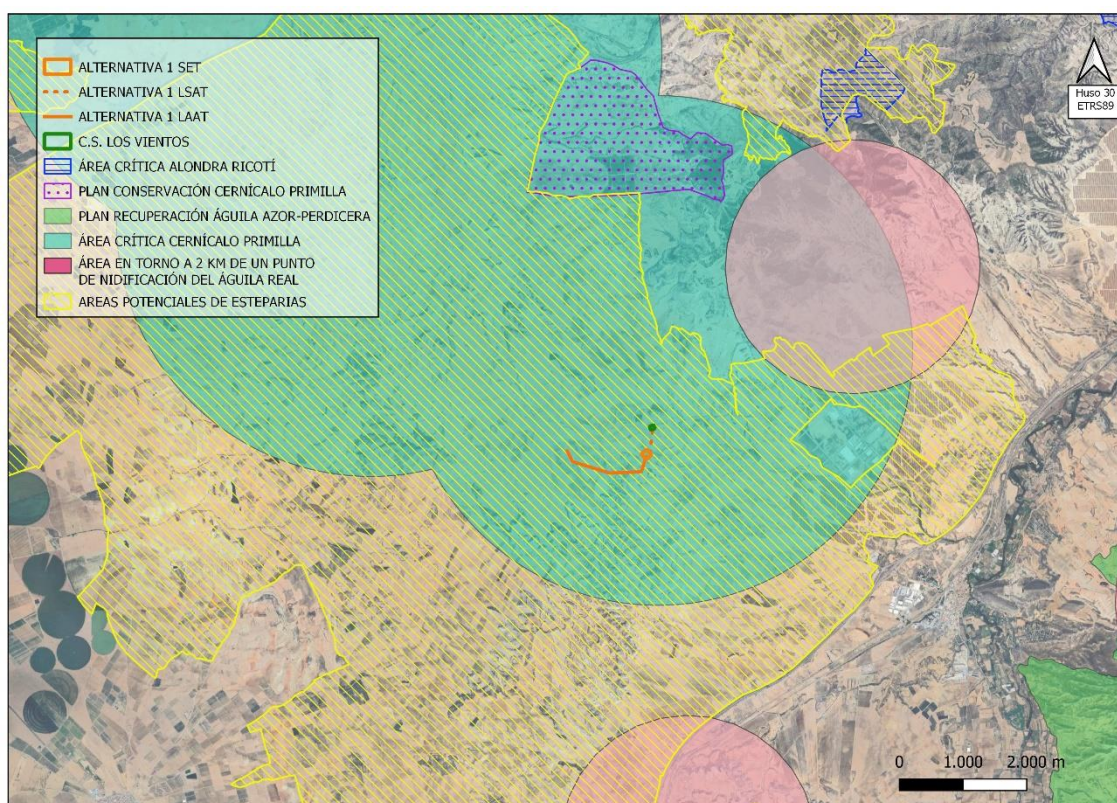 ALTERNATIVA 1 SET
ALTERNATIVA 1 LSAT
ALTERNATIVA 1 LAAT
C.S. LOS VIENTOS
ÁREA CRÍTICA ALONDRA RICOTÍ
PLAN CONSERVACIÓN CERNÍCALO PRIMILLA
PLAN RECUPERACIÓN ÁGUILA AZOR-PERDICERA
ÁREA CRÍTICA CERNÍCALO PRIMILLA
ÁREA EN TORNO A 2 KM DE UN PUNTO
DE NIDIFICACIÓN DEL ÁGUILA REAL
AREAS POTENCIALES DE ESTEPARIAS
Huso 30
ETRS89
0 1.000 2.000 m